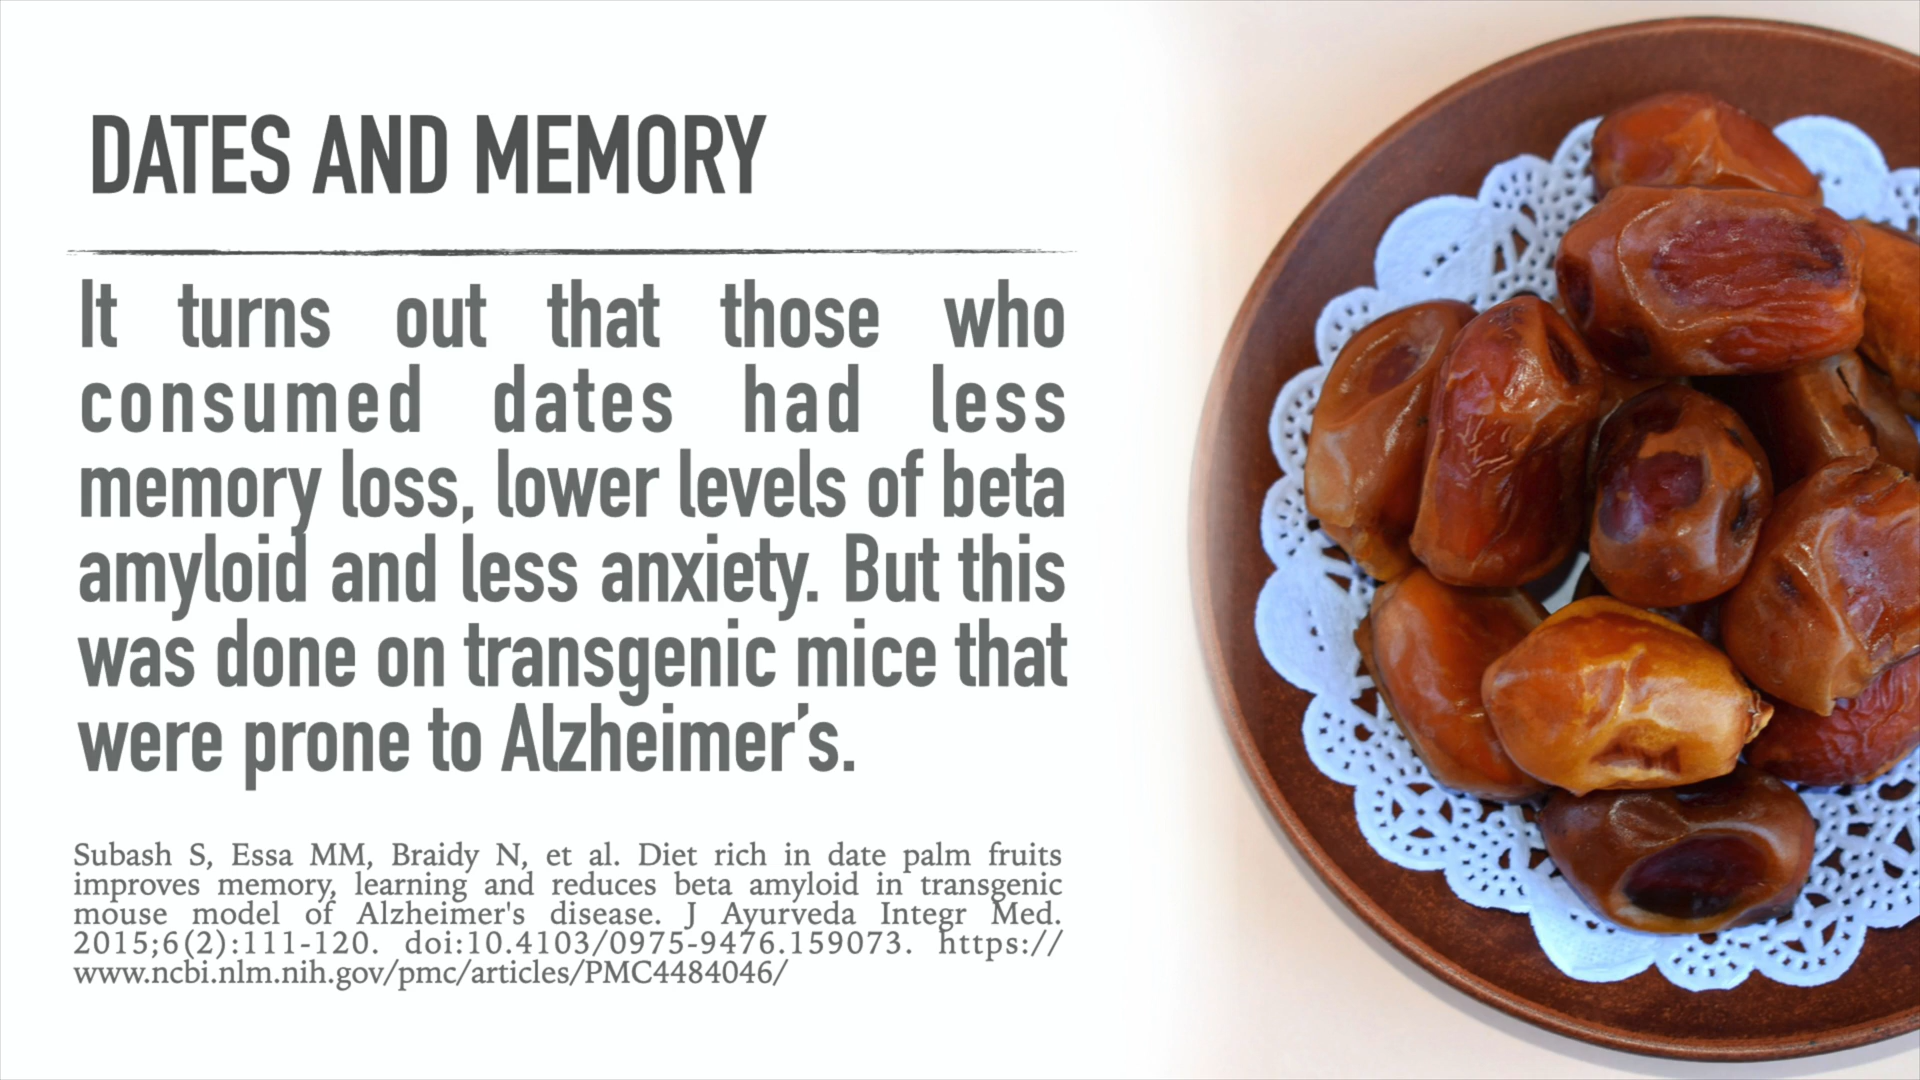 DATES AND MEMORY
It turns out that those who
consumed dates had less
memory loss, lower levels of beta
amyloid and less anxiety. But this
was done on transgenic mice that
were prone to Alzheimer’s.
Subash S, Essa MM, Braidy N, et al. Diet rich in date palm fruits
improves memory, learning and reduces beta amyloid in transgenic
mouse model of Alzheimer's disease. J Ayurveda Integr Med.
2015;6(2):111-120. doi:10.4103/0975-9476.159073. https://
www.ncbi.nlm.nih.gov/pmc/articles/PMC4484046/